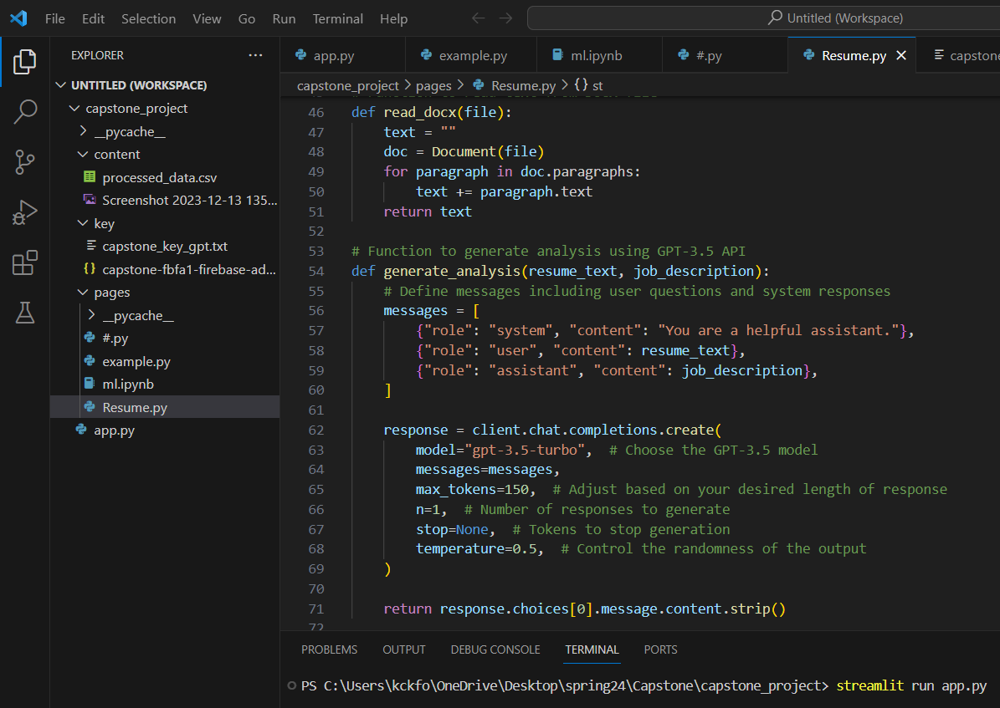 File Edit Selection View Go Run Terminal Help
Untitled (Workspace)
EXPLORER
UNTITLED (WORKSPACE)
capstone_project
__pycache__
content
processed_data.csv
Screenshot 2023-12-13 135...
key
capstone_key_gpt.txt
capstone-fbfa1-firebase-ad...
pages
__pycache__
#.py
example.py
ml.ipynb
Resume.py
app.py
app.py example.py ml.ipynb #.py Resume.py capstone
capstone_project > pages > Resume.py > {} st
46 def read_docx(file):
47     text = ""
48     doc = Document(file)
49     for paragraph in doc.paragraphs:
50         text += paragraph.text
51     return text
52
53 # Function to generate analysis using GPT-3.5 API
54 def generate_analysis(resume_text, job_description):
55     # Define messages including user questions and system responses
56     messages = [
57         {"role": "system", "content": "You are a helpful assistant."},
58         {"role": "user", "content": resume_text},
59         {"role": "assistant", "content": job_description},
60     ]
61
62     response = client.chat.completions.create(
63         model="gpt-3.5-turbo",  # Choose the GPT-3.5 model
64         messages=messages,
65         max_tokens=150,  # Adjust based on your desired length of response
66         n=1,  # Number of responses to generate
67         stop=None,  # Tokens to stop generation
68         temperature=0.5,  # Control the randomness of the output
69     )
70
71     return response.choices[0].message.content.strip()
72
PROBLEMS OUTPUT DEBUG CONSOLE TERMINAL PORTS
PS C:\Users\kckfo\OneDrive\Desktop\spring24\Capstone\capstone_project> streamlit run app.py